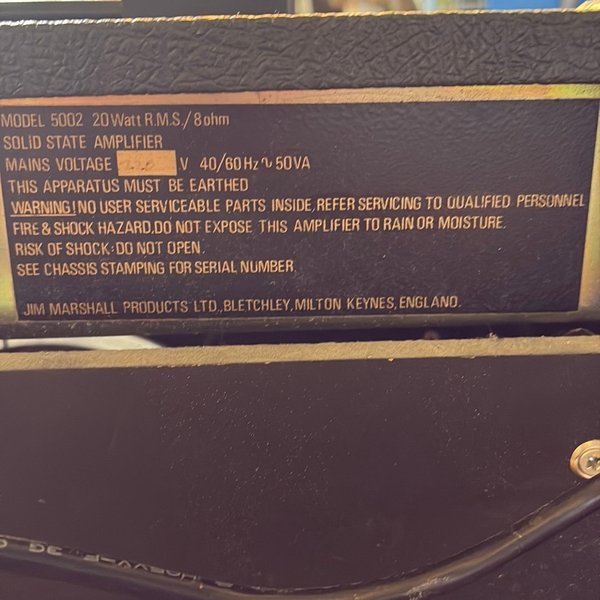 MODEL 5002 20 Watt R.M.S./8 ohm
SOLID STATE AMPLIFIER
MAINS VOLTAGE V 40/60 Hz ∿ 50VA
THIS APPARATUS MUST BE EARTHED
WARNING! NO USER SERVICEABLE PARTS INSIDE, REFER SERVICING TO QUALIFIED PERSONNEL
FIRE & SHOCK HAZARD. DO NOT EXPOSE THIS AMPLIFIER TO RAIN OR MOISTURE.
RISK OF SHOCK: DO NOT OPEN.
SEE CHASSIS STAMPING FOR SERIAL NUMBER.
JIM MARSHALL PRODUCTS LTD., BLETCHLEY, MILTON KEYNES, ENGLAND.